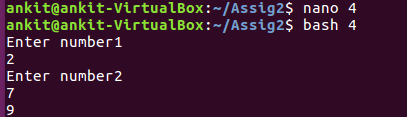 ankit@ankit-VirtualBox:~/Assig2$ nano 4
ankit@ankit-VirtualBox:~/Assig2$ bash 4
Enter number1
2
Enter number2
7
9